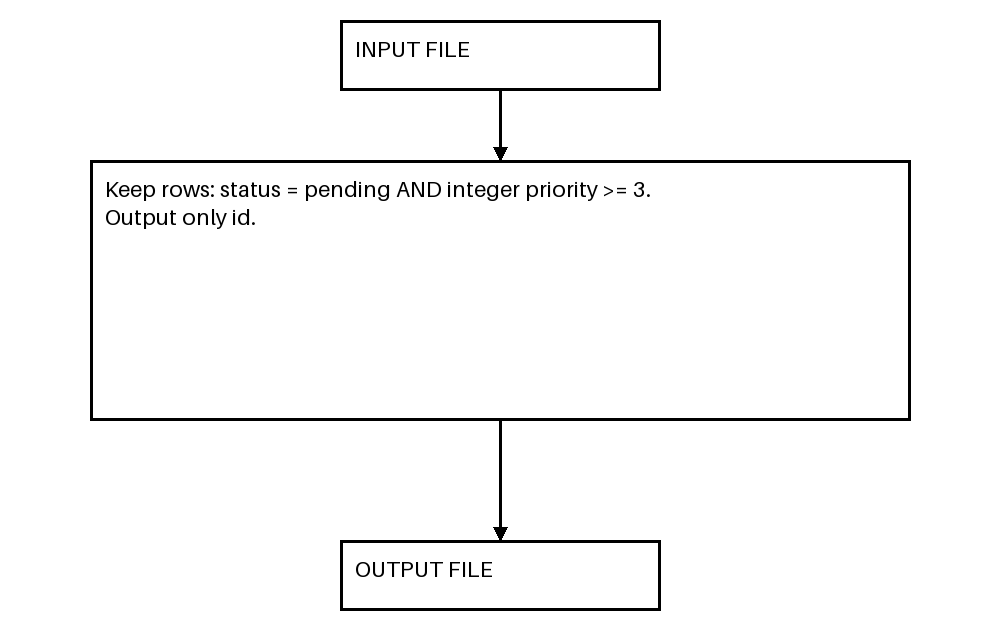 INPUT FILE
Keep rows: status = pending AND integer priority >= 3.
Output only id.
OUTPUT FILE